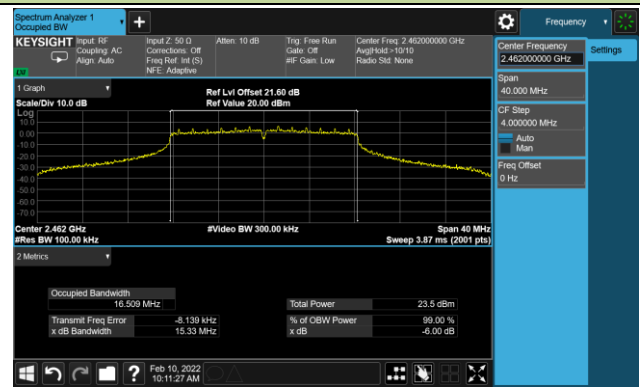 Spectrum Analyzer 1
Occupied BW
Frequency
KEYSIGHT
Input: RF
Coupling: AC
Align: Auto
Input Z: 50 Ω
Corrections: Off
Freq Ref: Int (S)
NFE: Adaptive
Atten: 10 dB
Trig: Free Run
Gate: Off
#IF Gain: Low
Center Freq: 2.462000000 GHz
Avg|Hold:>10/10
Radio Std: None
Center Frequency
2.462000000 GHz
Settings
Span
40.000 MHz
CF Step
4.000000 MHz
Auto
Man
Freq Offset
0 Hz
1 Graph
Scale/Div 10.0 dB
Ref Lvl Offset 21.60 dB
Ref Value 20.00 dBm
Log
10.0
0.00
-10.0
-20.0
-30.0
-40.0
-50.0
-60.0
-70.0
Center 2.462 GHz
#Res BW 100.00 kHz
#Video BW 300.00 kHz
Span 40 MHz
Sweep 3.87 ms (2001 pts)
2 Metrics
Occupied Bandwidth
16.509 MHz
Total Power 23.5 dBm
Transmit Freq Error -8.139 kHz
% of OBW Power 99.00 %
x dB Bandwidth 15.33 MHz
x dB -6.00 dB
Feb 10, 2022
10:11:27 AM